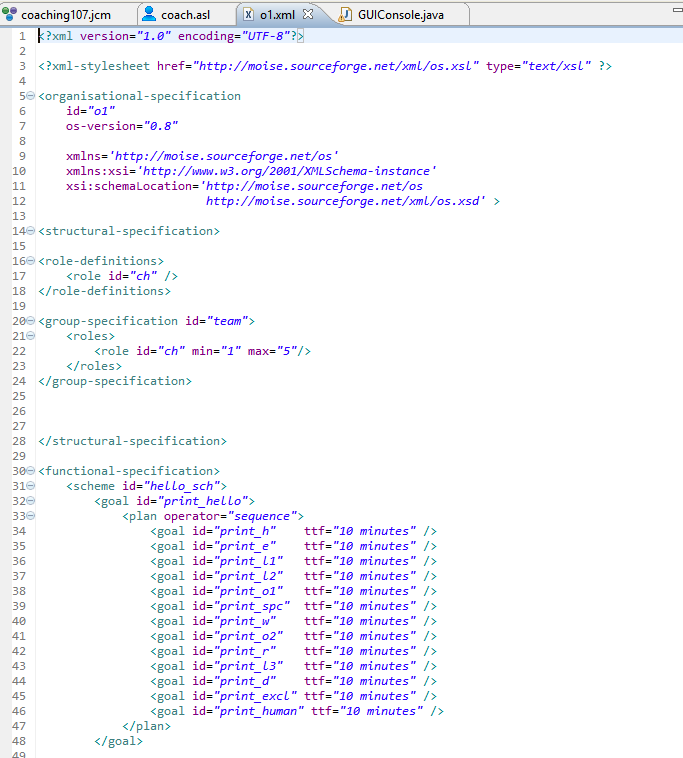 coaching107.jcm coach.asl o1.xml GUIConsole.java
1 <?xml version="1.0" encoding="UTF-8"?>
2
3 <?xml-stylesheet href="http://moise.sourceforge.net/xml/os.xsl" type="text/xsl" ?>
4
5 <organisational-specification
6 id="o1"
7 os-version="0.8"
8
9 xmlns='http://moise.sourceforge.net/os'
10 xmlns:xsi='http://www.w3.org/2001/XMLSchema-instance'
11 xsi:schemaLocation='http://moise.sourceforge.net/os
12 http://moise.sourceforge.net/xml/os.xsd' >
13
14 <structural-specification>
15
16 <role-definitions>
17 <role id="ch" />
18 </role-definitions>
19
20 <group-specification id="team">
21 <roles>
22 <role id="ch" min="1" max="5"/>
23 </roles>
24 </group-specification>
25
26
27
28 </structural-specification>
29
30 <functional-specification>
31 <scheme id="hello_sch">
32 <goal id="print_hello">
33 <plan operator="sequence">
34 <goal id="print_h" ttf="10 minutes" />
35 <goal id="print_e" ttf="10 minutes" />
36 <goal id="print_l1" ttf="10 minutes" />
37 <goal id="print_l2" ttf="10 minutes" />
38 <goal id="print_o1" ttf="10 minutes" />
39 <goal id="print_spc" ttf="10 minutes" />
40 <goal id="print_w" ttf="10 minutes" />
41 <goal id="print_o2" ttf="10 minutes" />
42 <goal id="print_r" ttf="10 minutes" />
43 <goal id="print_l3" ttf="10 minutes" />
44 <goal id="print_d" ttf="10 minutes" />
45 <goal id="print_excl" ttf="10 minutes" />
46 <goal id="print_human" ttf="10 minutes" />
47 </plan>
48 </goal>
49